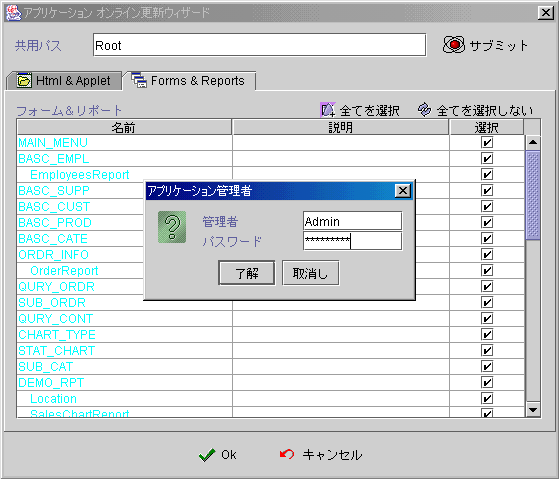 アプリケーション オンライン更新ウィザード
共用パス Root サブミット
Html & Applet Forms & Reports
フォーム＆リポート 全てを選択 全てを選択しない
名前 説明 選択
MAIN_MENU
BASC_EMPL
EmployeesReport
BASC_SUPP
BASC_CUST
BASC_PROD
BASC_CATE
ORDR_INFO
OrderReport
QURY_ORDR
SUB_ORDR
QURY_CONT
CHART_TYPE
STAT_CHART
SUB_CAT
DEMO_RPT
Location
SalesChartReport
アプリケーション管理者
管理者 Admin
パスワード *********
了解 取消し
Ok キャンセル